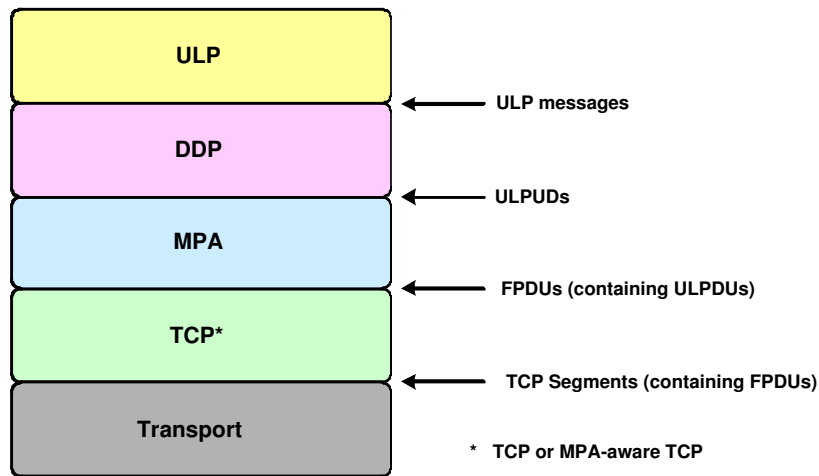 ULP
ULP messages
DDP
ULPUDs
MPA
FPDUs (containing ULPDUs)
TCP*
TCP Segments (containing FPDUs)
Transport
* TCP or MPA-aware TCP